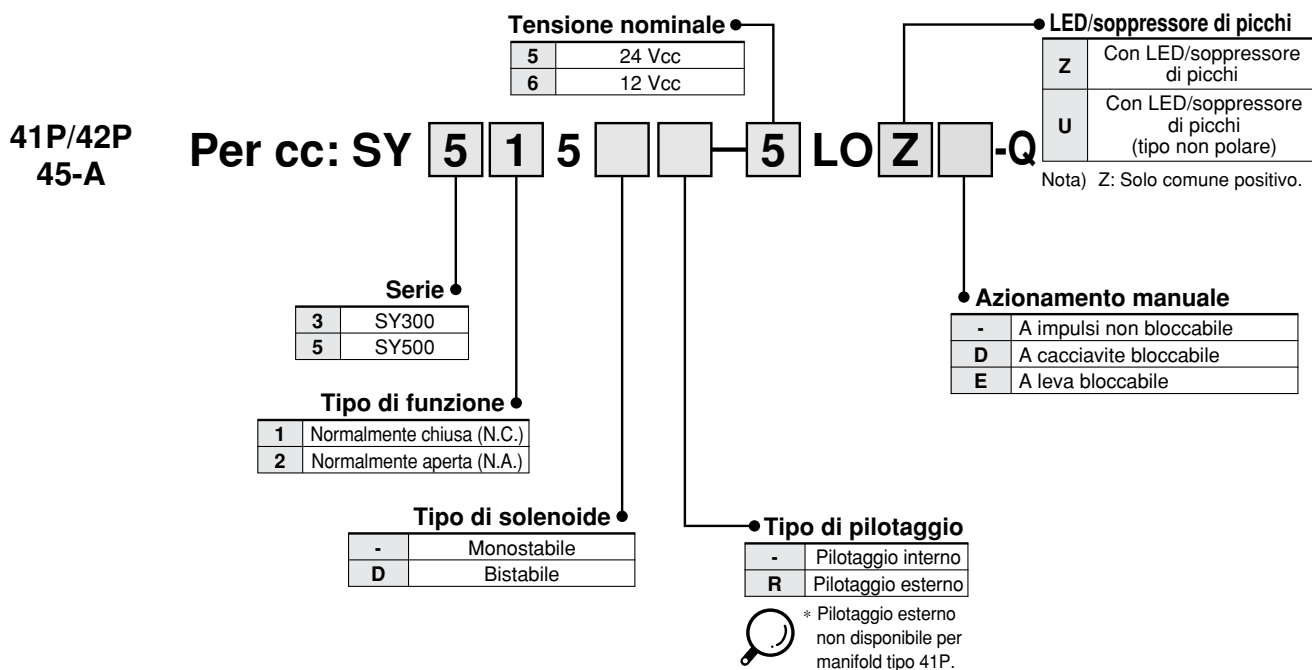 Tensione nominale
5 24 Vcc
6 12 Vcc
LED/soppressore di picchi
Z Con LED/soppressore
di picchi
U Con LED/soppressore
di picchi
(tipo non polare)
Nota) Z: Solo comune positivo.
41P/42P
45-A
Per cc: SY 5 1 5 - 5 LO Z -Q
Serie
3 SY300
5 SY500
Azionamento manuale
- A impulsi non bloccabile
D A cacciavite bloccabile
E A leva bloccabile
Tipo di funzione
1 Normalmente chiusa (N.C.)
2 Normalmente aperta (N.A.)
Tipo di solenoide
- Monostabile
D Bistabile
Tipo di pilotaggio
- Pilotaggio interno
R Pilotaggio esterno
* Pilotaggio esterno
non disponibile per
manifold tipo 41P.